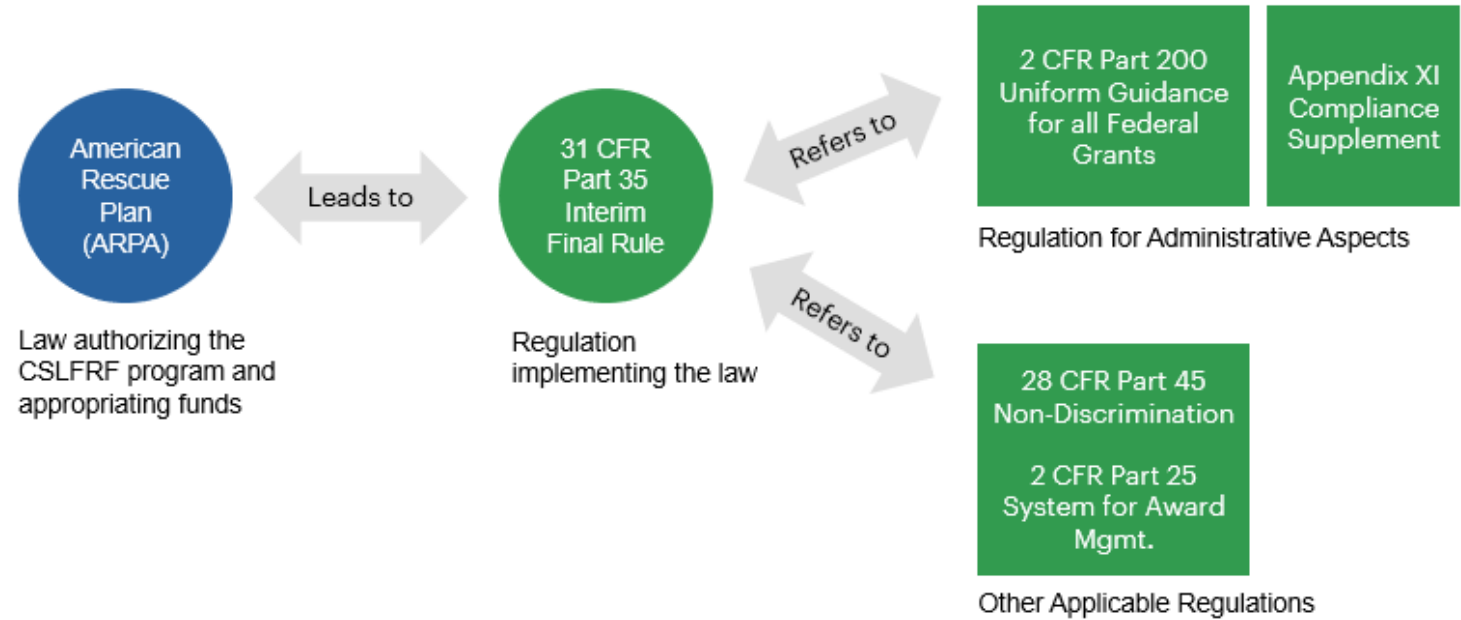 American
Rescue
Plan
(ARPA)
Law authorizing the
CSLFRF program and
appropriating funds
Leads to
31 CFR
Part 35
Interim
Final Rule
Regulation
implementing the law
Refers to
2 CFR Part 200
Uniform Guidance
for all Federal
Grants
Appendix XI
Compliance
Supplement
Regulation for Administrative Aspects
Refers to
28 CFR Part 45
Non-Discrimination
2 CFR Part 25
System for Award
Mgmt.
Other Applicable Regulations